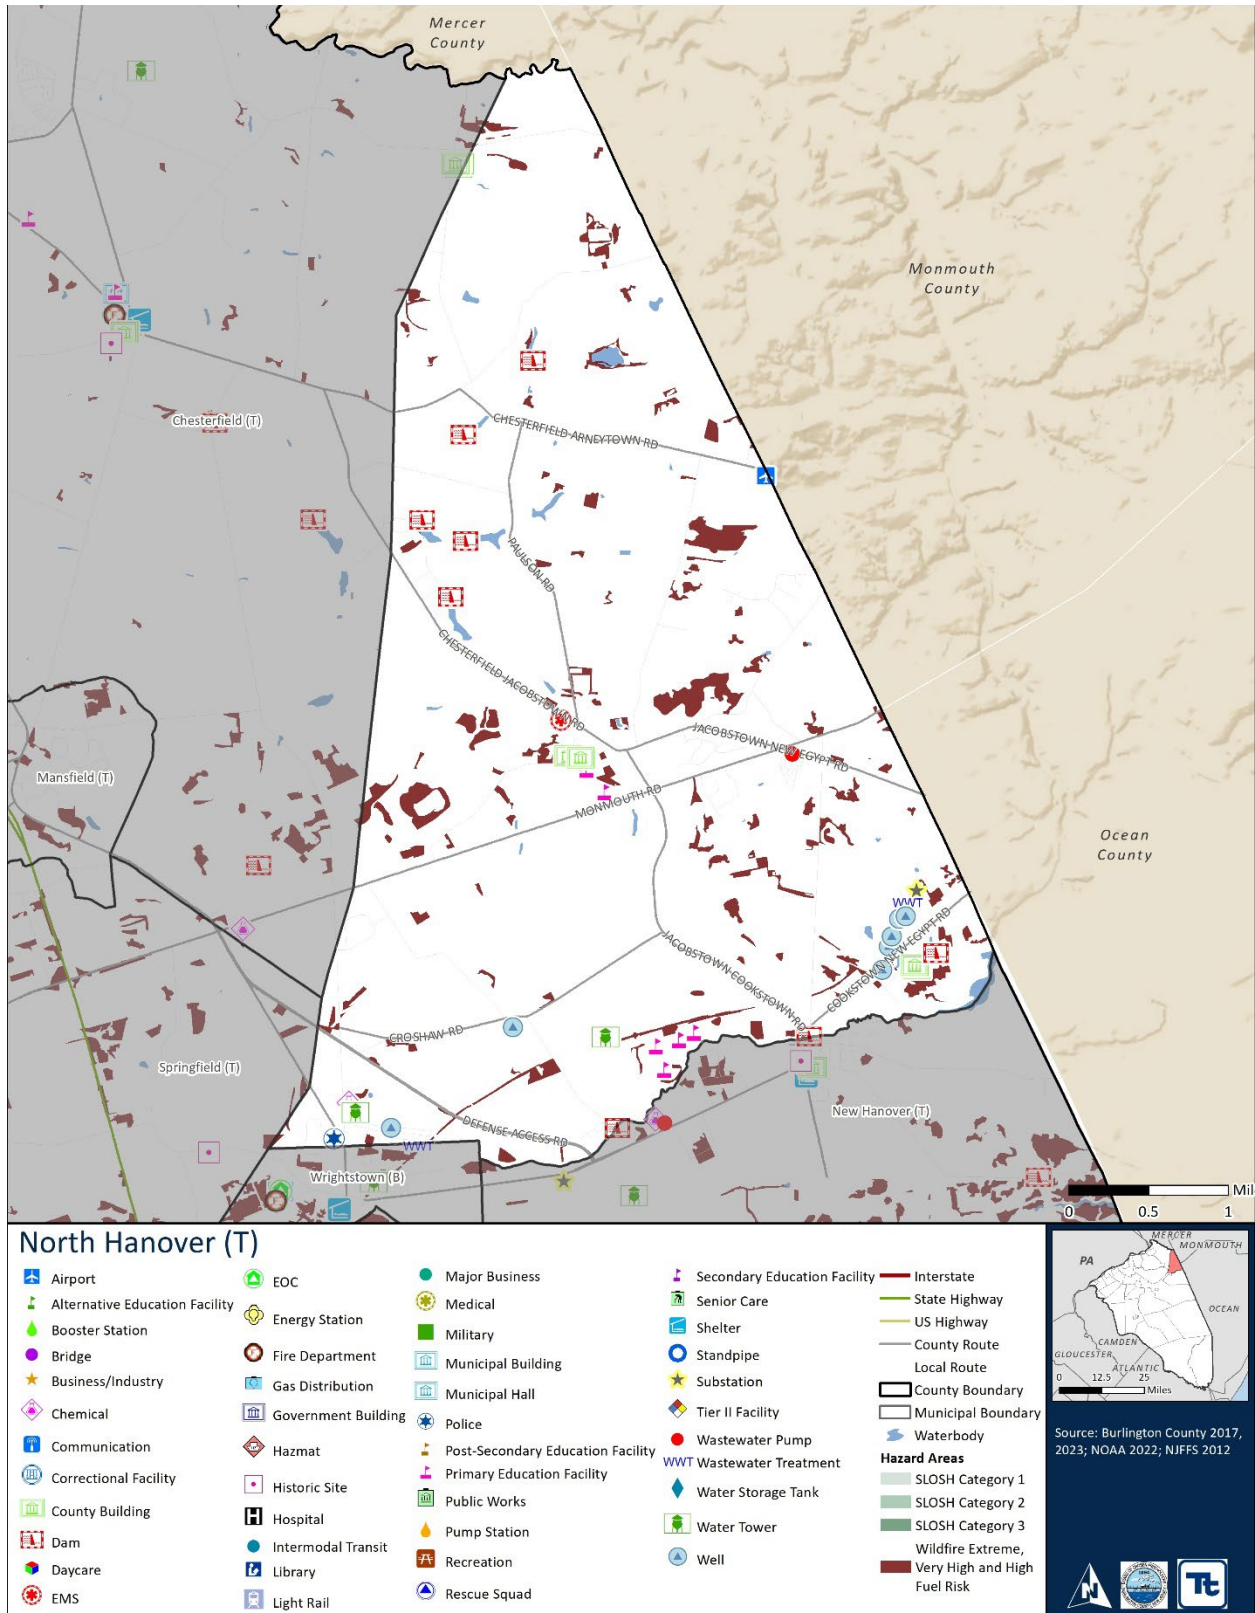 Mercer
County
Monmouth
County
Chesterfield (T)
CHESTERFIELD-ARNEYTOWN RD
PAULSON RD
CHESTERFIELD-JACOBSTOWN RD
JACOBSTOWN NEW EGYPT RD
Mansfield (T)
MONMOUTH RD
Ocean
County
WWT
COOKSTOWN NEW EGYPT RD
JACOBSTOWN-COOKSTOWN RD
CROSHAW RD
Springfield (T)
New Hanover (T)
DEFENSE ACCESS RD
WWT
Wrightstown (B)
Mil
0 0.5 1
North Hanover (T)
Airport
Alternative Education Facility
Booster Station
Bridge
Business/Industry
Chemical
Communication
Correctional Facility
County Building
Dam
Daycare
EMS
EOC
Energy Station
Fire Department
Gas Distribution
Government Building
Hazmat
Historic Site
Hospital
Intermodal Transit
Library
Light Rail
Major Business
Medical
Military
Municipal Building
Municipal Hall
Police
Post-Secondary Education Facility
Primary Education Facility
Public Works
Pump Station
Recreation
Rescue Squad
Secondary Education Facility
Senior Care
Shelter
Standpipe
Substation
Tier II Facility
Wastewater Pump
WWT Wastewater Treatment
Water Storage Tank
Water Tower
Well
Interstate
State Highway
US Highway
County Route
Local Route
County Boundary
Municipal Boundary
Waterbody
Hazard Areas
SLOSH Category 1
SLOSH Category 2
SLOSH Category 3
Wildfire Extreme,
Very High and High
Fuel Risk
MERCER
MONMOUTH
PA
OCEAN
CAMDEN
GLOUCESTER
ATLANTIC
0 12.5 25
Miles
Source: Burlington County 2017,
2023; NOAA 2022; NJFFS 2012
N
Tt